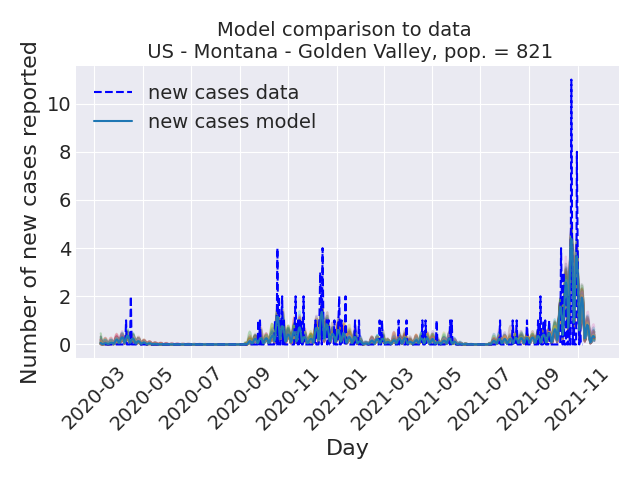 Model comparison to data
US - Montana - Golden Valley, pop. = 821
Number of new cases reported
10
8
6
4
2
0
new cases data
new cases model
2020-03
2020-05
2020-07
2020-09
2020-11
2021-01
2021-03
2021-05
2021-07
2021-09
2021-11
Day